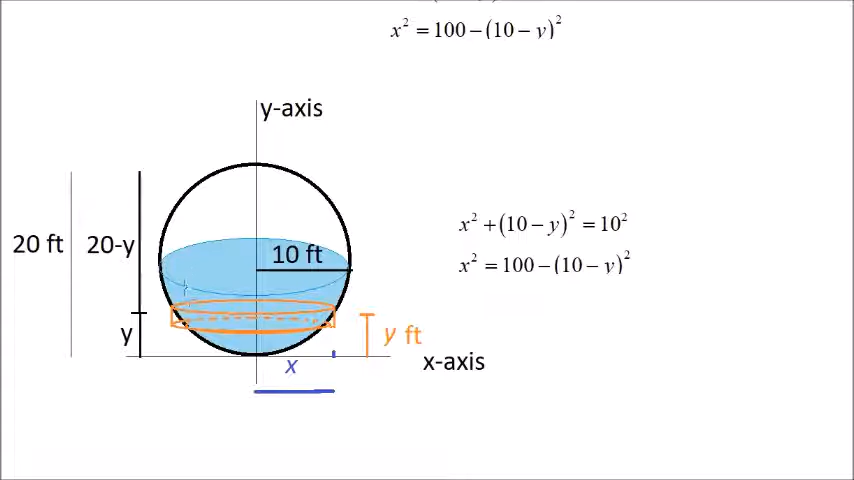 x² = 100 − (10 − y)²
y-axis
x² + (10 − y)² = 10²
20 ft
20-y
10 ft
x² = 100 − (10 − y)²
y
y ft
x
x-axis